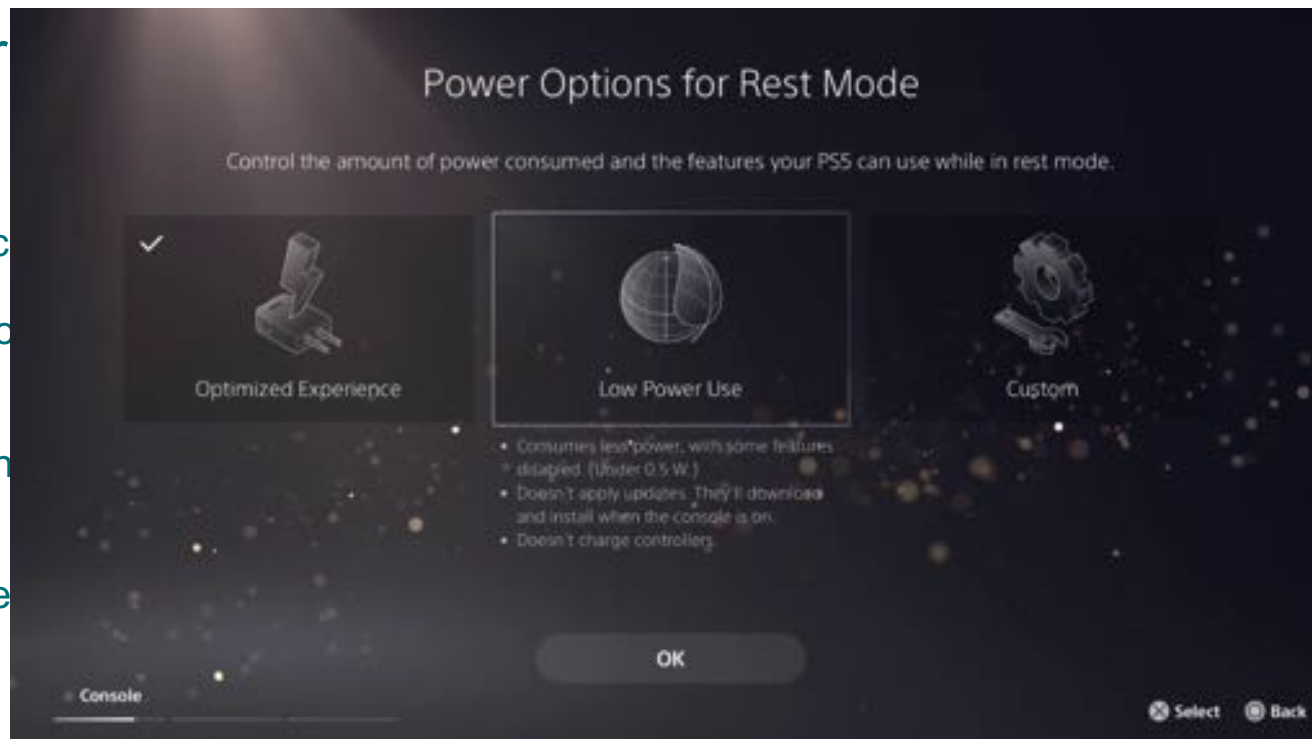 r
Power Options for Rest Mode
Control the amount of power consumed and the features your PS5 can use while in rest mode.
c
o
n
e
Optimized Experience
Low Power Use
Custom
• Consumes less power, with some features
disabled. (Under 0.5 W.)
• Doesn't apply updates. They'll download
and install when the console is on.
• Doesn't charge controllers.
OK
Console
Select
Back